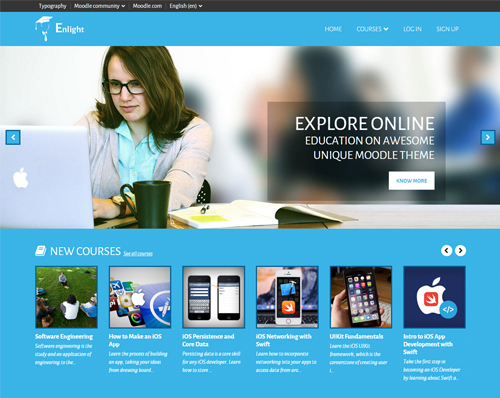 Typography Moodle community Moodle.com English (en)
Enlight
HOME COURSES LOG IN SIGN UP
EXPLORE ONLINE
EDUCATION ON AWESOME
UNIQUE MOODLE THEME
KNOW MORE
NEW COURSES See all courses
Software Engineering
Software engineering is the
study and an application of
engineering to the...
How to Make an iOS
App
Learn the process of building
an app, taking your ideas
from drawing board...
iOS Persistence and
Core Data
Persisting data is a core skill
for any iOS developer. Learn
how to store ...
iOS Networking with
Swift
Learn how to incorporate
networking into your apps to
access data from aro...
UIKit Fundamentals
Learn the iOS UIKit
framework, which is the
cornerstone of creating user
i...
Intro to iOS App
Development with
Swift
Take the first step in
becoming an iOS Developer
by learning about Swift a...